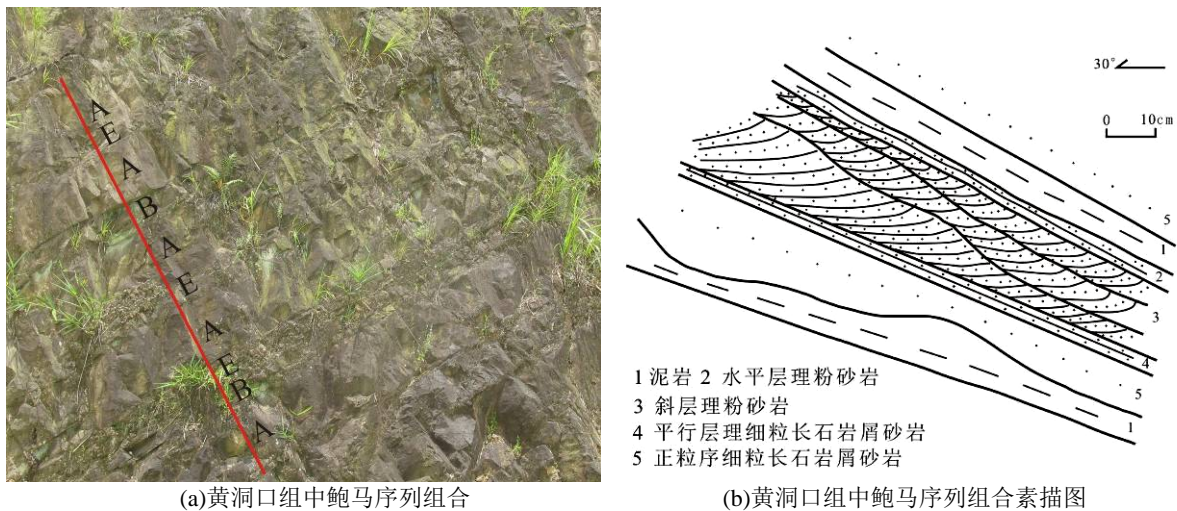 A
E
A
B
A
E
A
E
B
A
30°
0 10cm
5
1
2
3
4
5
1
1 泥岩 2 水平层理粉砂岩
3 斜层理粉砂岩
4 平行层理细粒长石岩屑砂岩
5 正粒序细粒长石岩屑砂岩
(a)黄洞口组中鲍马序列组合
(b)黄洞口组中鲍马序列组合素描图